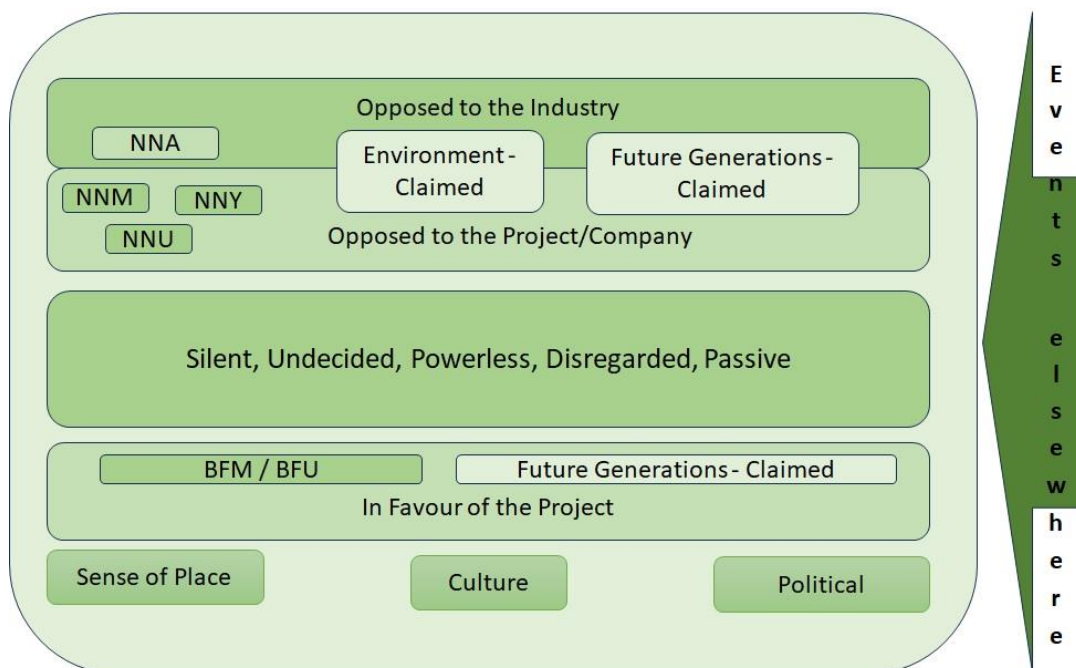 Opposed to the Industry
NNA
Environment-
Claimed
Future Generations-
Claimed
NNM
NNY
NNU
Opposed to the Project/Company
Silent, Undecided, Powerless, Disregarded, Passive
BFM / BFU
Future Generations- Claimed
In Favour of the Project
Sense of Place
Culture
Political
Events elsewhere